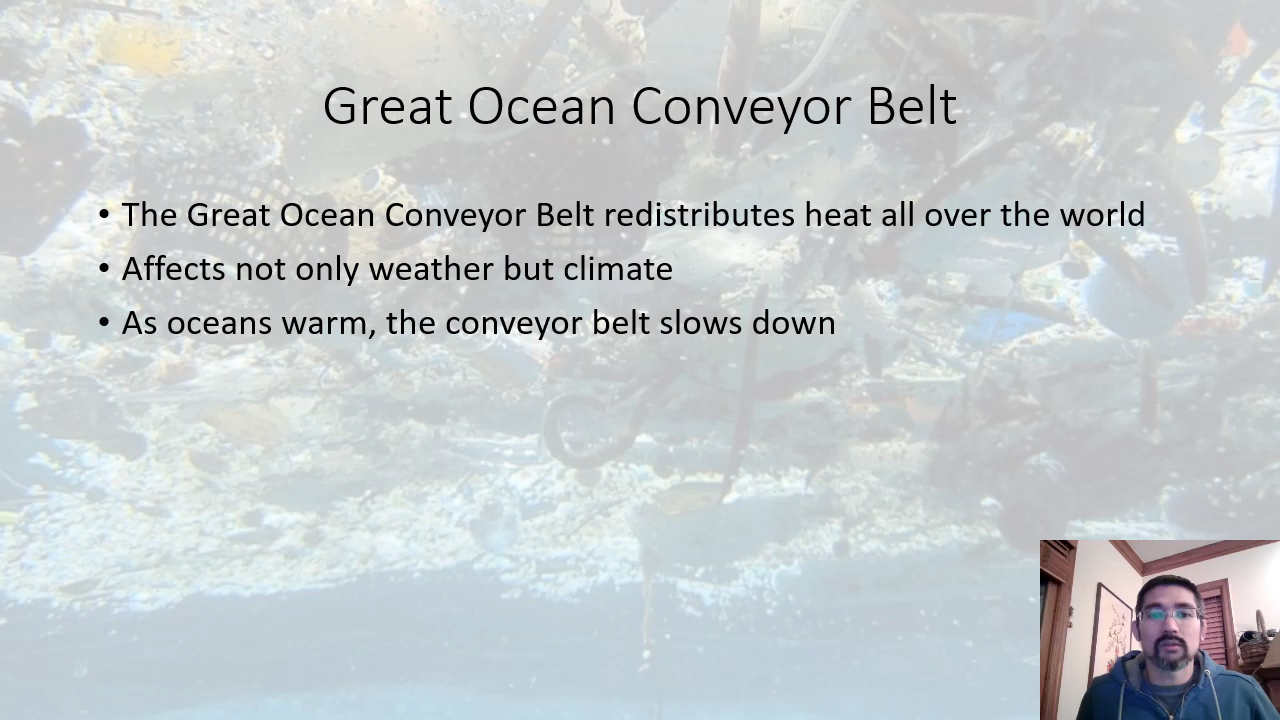 Great Ocean Conveyor Belt
• The Great Ocean Conveyor Belt redistributes heat all over the world
• Affects not only weather but climate
• As oceans warm, the conveyor belt slows down